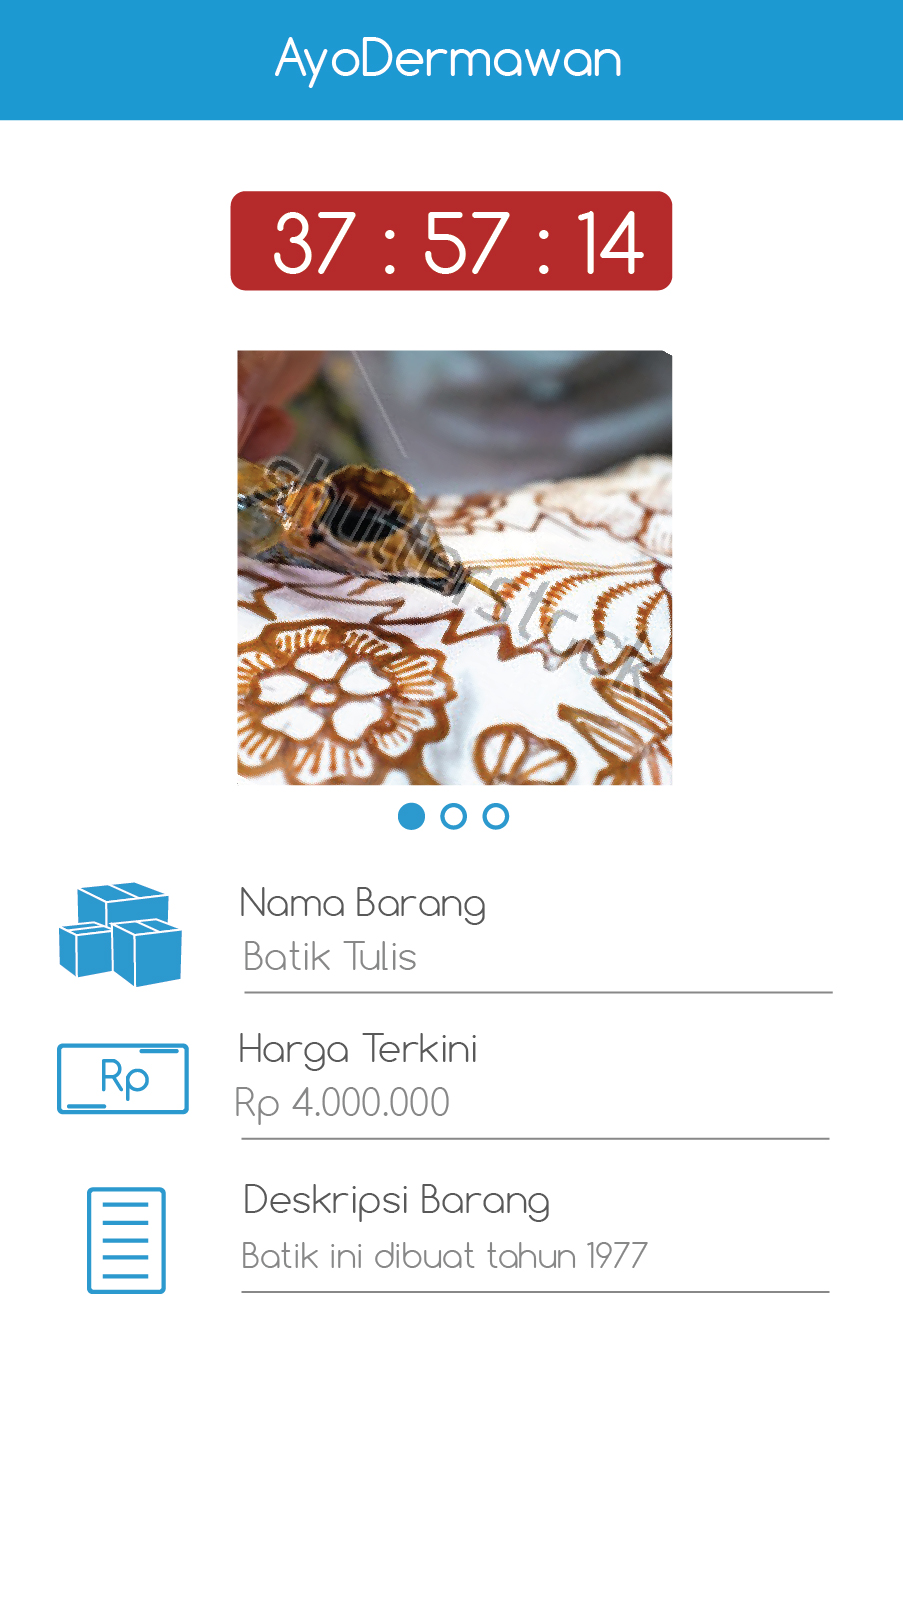 AyoDermawan
37 : 57 : 14
shutterstock
Nama Barang
Batik Tulis
Rp
Harga Terkini
Rp 4.000.000
Deskripsi Barang
Batik ini dibuat tahun 1977